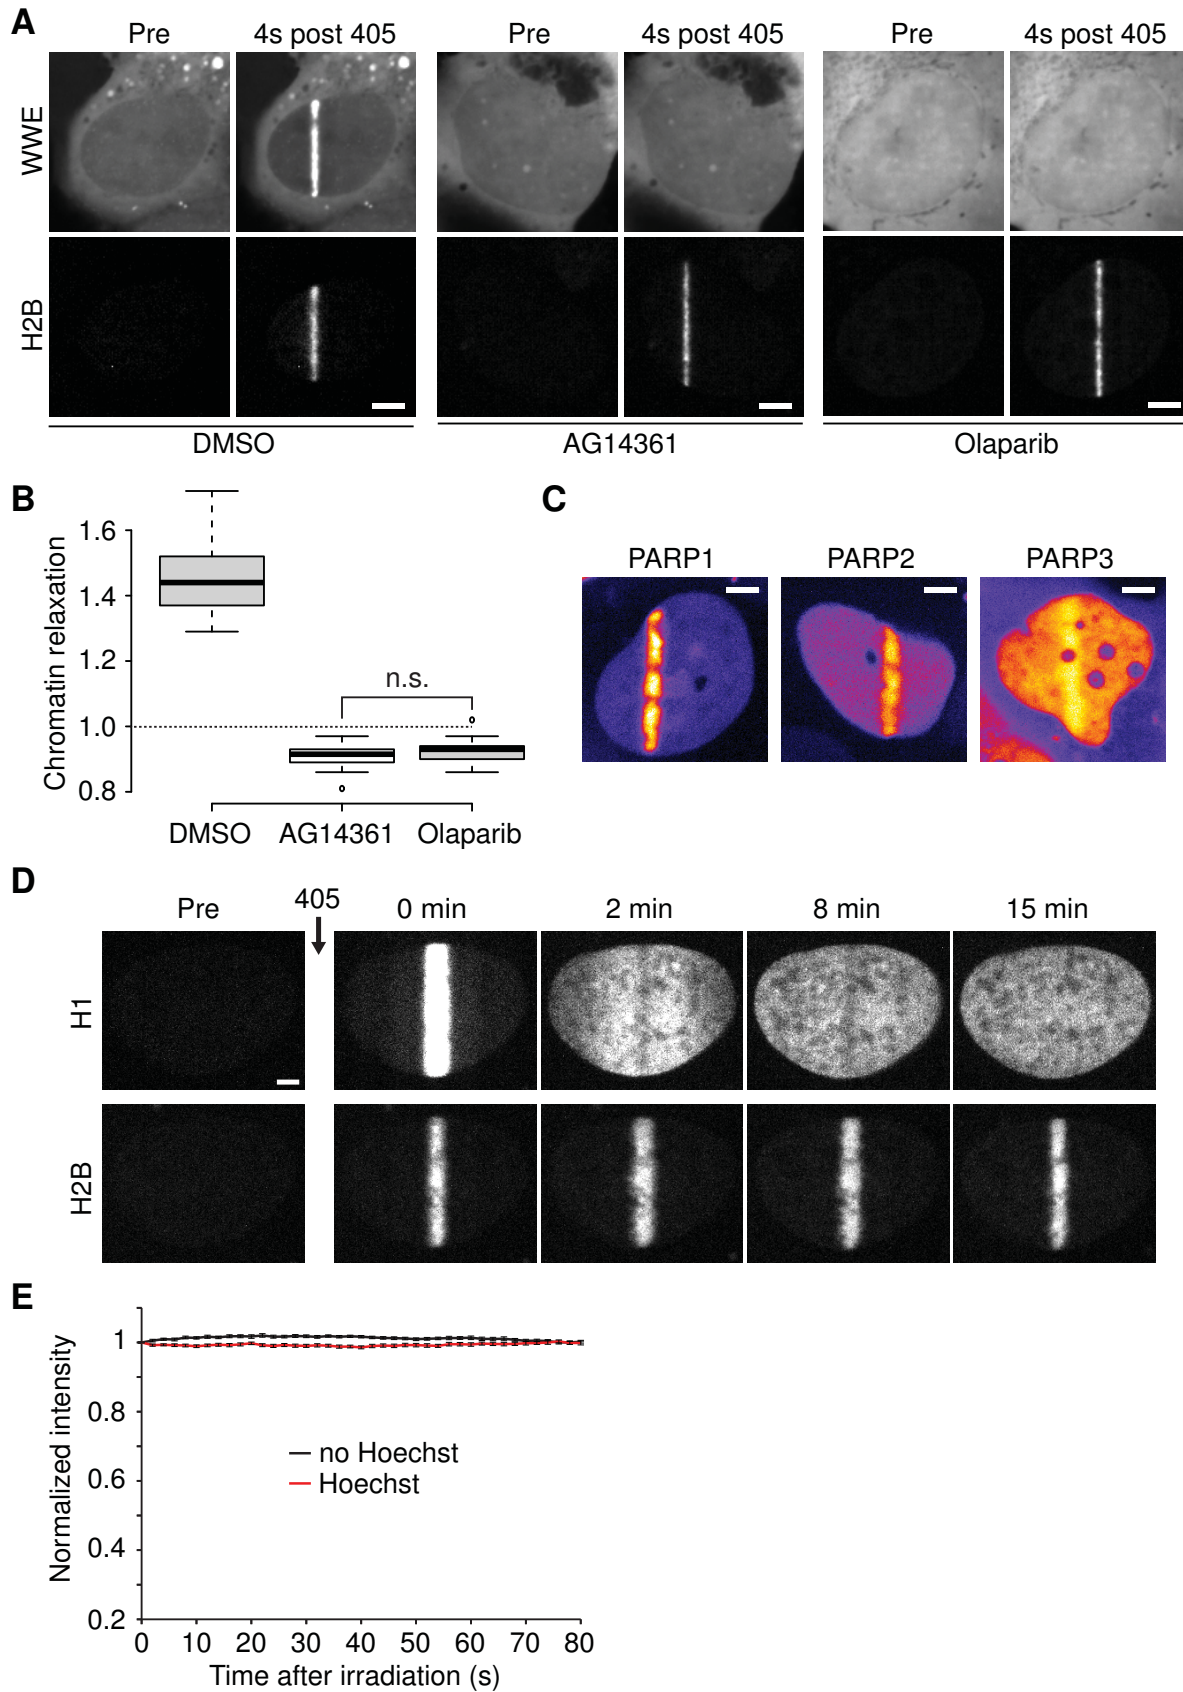 A
Pre 4s post 405 Pre 4s post 405 Pre 4s post 405
WWE
H2B
DMSO AG14361 Olaparib
B
Chromatin relaxation
1.6
1.4
1.2
1.0
0.8
n.s.
DMSO AG14361 Olaparib
C
PARP1 PARP2 PARP3
D
Pre 405 0 min 2 min 8 min 15 min
H1
H2B
E
Normalized intensity
1
0.8
0.6
0.4
0.2
no Hoechst
Hoechst
0 10 20 30 40 50 60 70 80
Time after irradiation (s)